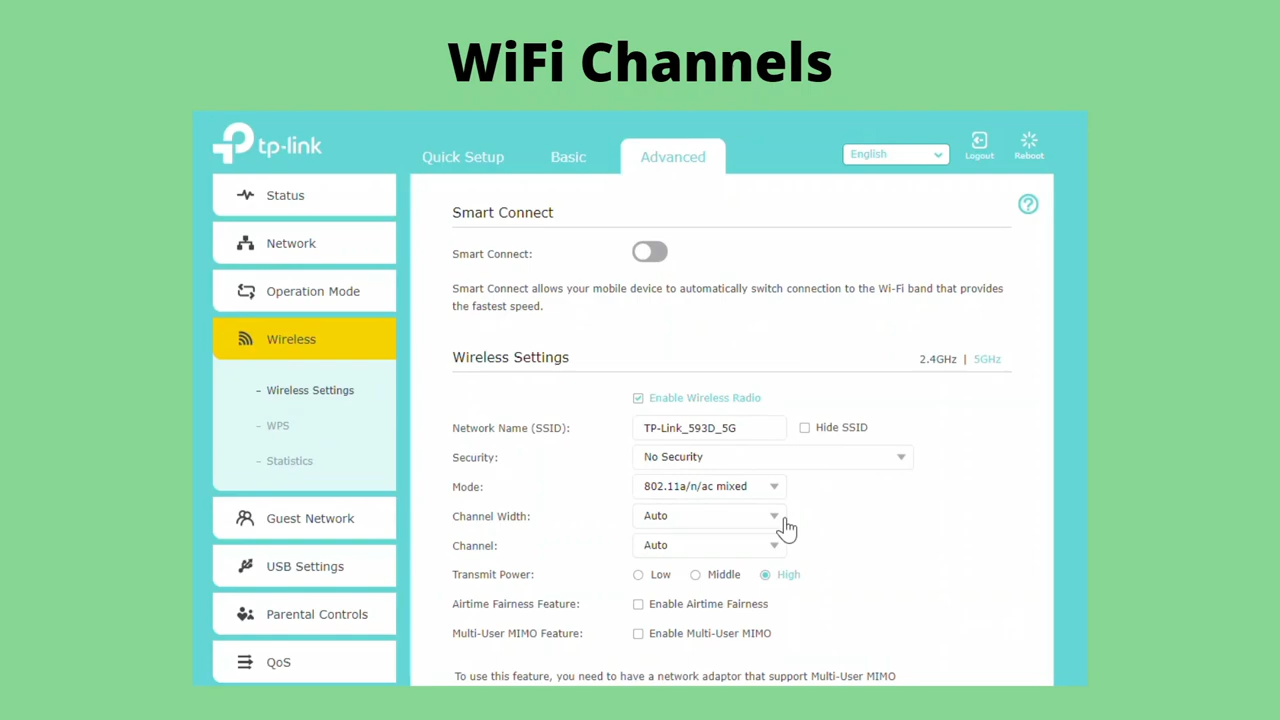 WiFi Channels
tp-link
Quick Setup
Basic
Advanced
English
Logout
Reboot
Status
Network
Operation Mode
Wireless
- Wireless Settings
- WPS
- Statistics
Guest Network
USB Settings
Parental Controls
QoS
Smart Connect
?
Smart Connect:
Smart Connect allows your mobile device to automatically switch connection to the Wi-Fi band that provides
the fastest speed.
Wireless Settings
2.4GHz | 5GHz
Enable Wireless Radio
Network Name (SSID): TP-Link_593D_5G Hide SSID
Security: No Security
Mode: 802.11a/n/ac mixed
Channel Width: Auto
Channel: Auto
Transmit Power: Low Middle High
Airtime Fairness Feature: Enable Airtime Fairness
Multi-User MIMO Feature: Enable Multi-User MIMO
To use this feature, you need to have a network adaptor that support Multi-User MIMO